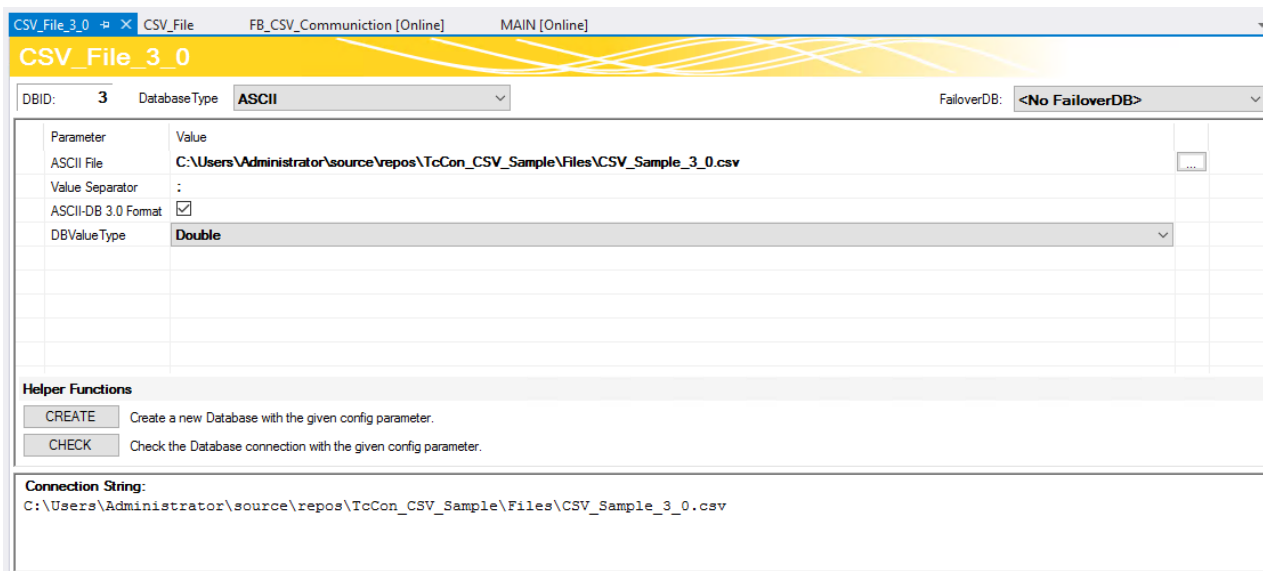 CSV_File_3_0 CSV_File FB_CSV_Communiction [Online] MAIN [Online]
CSV_File_3_0
DBID: 3 DatabaseType ASCII FailoverDB: <No FailoverDB>
Parameter Value
ASCII File C:\Users\Administrator\source\repos\TcCon_CSV_Sample\Files\CSV_Sample_3_0.csv ...
Value Separator :
ASCII-DB 3.0 Format
DBValueType Double
Helper Functions
CREATE Create a new Database with the given config parameter.
CHECK Check the Database connection with the given config parameter.
Connection String:
C:\Users\Administrator\source\repos\TcCon_CSV_Sample\Files\CSV_Sample_3_0.csv